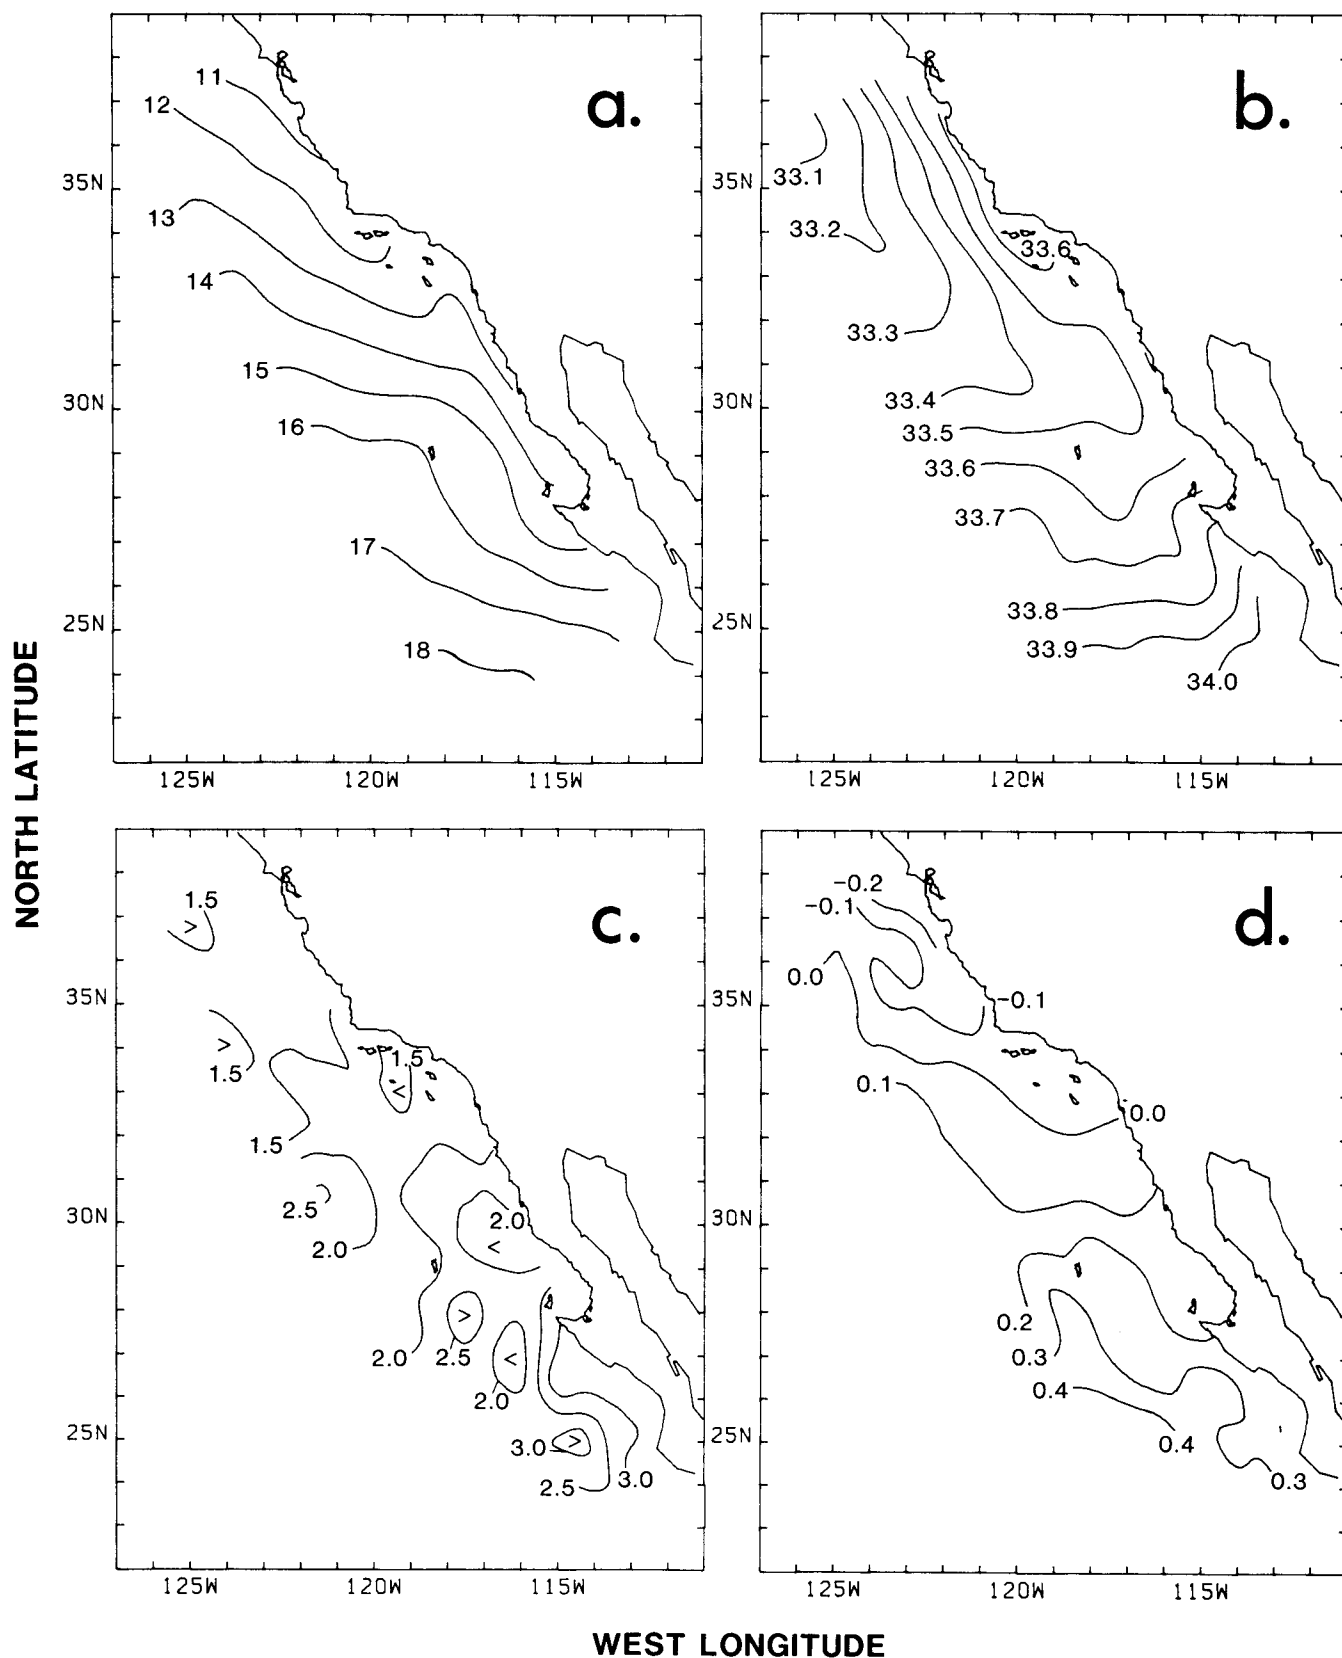 a.
11
12
35N
13
14
15
30N
16
17
25N
18
125W 120W 115W
b.
35N
33.1
33.2
33.6
33.3
33.4
30N
33.5
33.6
33.7
33.8
25N
33.9
34.0
125W 120W 115W
NORTH LATITUDE
c.
1.5
>
35N
>
1.5
1.5
<
1.5
2.5
30N
2.0
2.0
<
>
2.0
2.5
<
2.0
25N
3.0
>
2.5
3.0
125W 120W 115W
d.
-0.2
-0.1
0.0
35N
-0.1
0.1
0.0
30N
0.2
0.3
0.4
25N
0.4
0.3
125W 120W 115W
WEST LONGITUDE